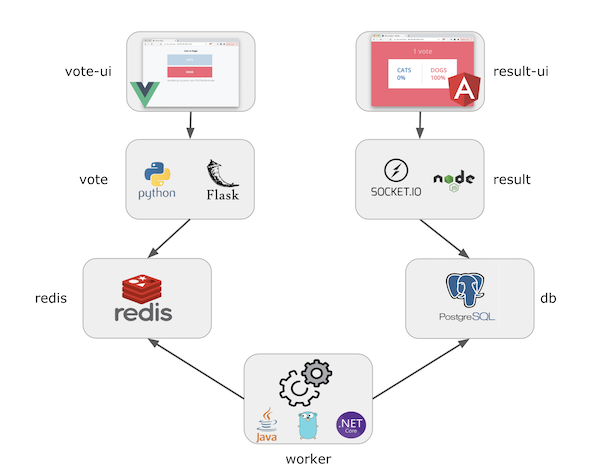 vote-ui
1 vote
CATS
0%
DOGS
100%
result-ui
vote
python
Flask
SOCKET.IO
node
JS
result
redis
redis
PostgreSQL
db
Java
.NET
Core
worker